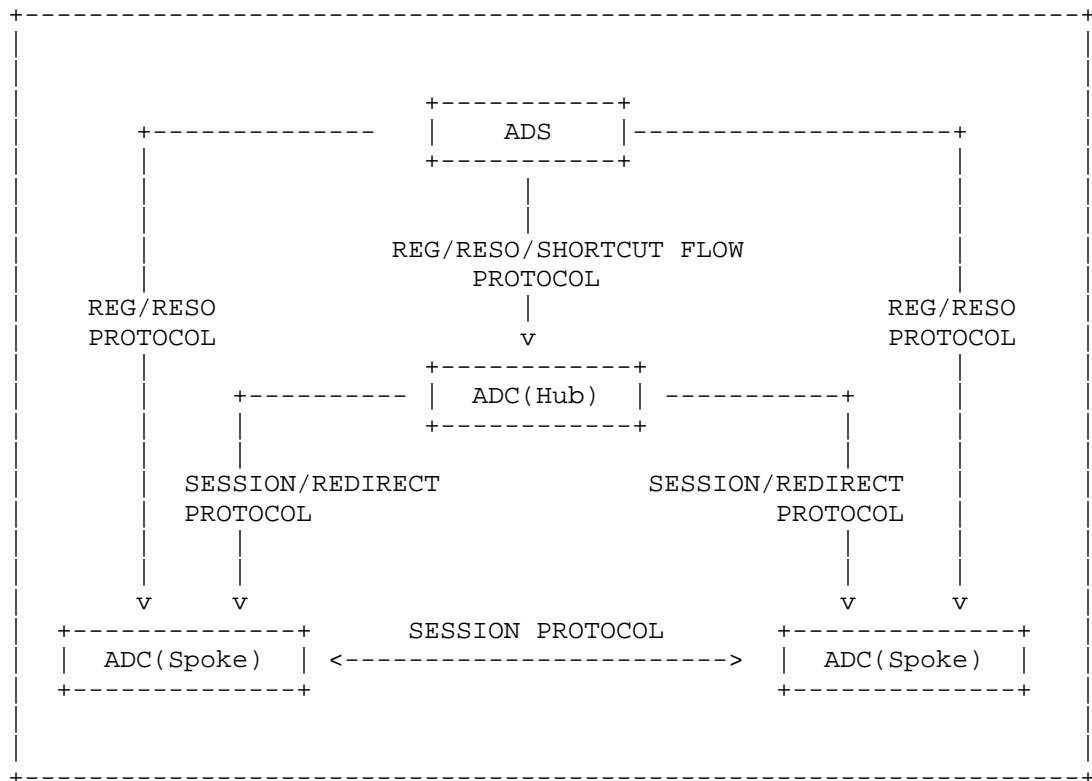 ADS
REG/RESO/SHORTCUT FLOW
PROTOCOL
REG/RESO
PROTOCOL
REG/RESO
PROTOCOL
ADC(Hub)
SESSION/REDIRECT
PROTOCOL
SESSION/REDIRECT
PROTOCOL
SESSION PROTOCOL
ADC(Spoke)
ADC(Spoke)